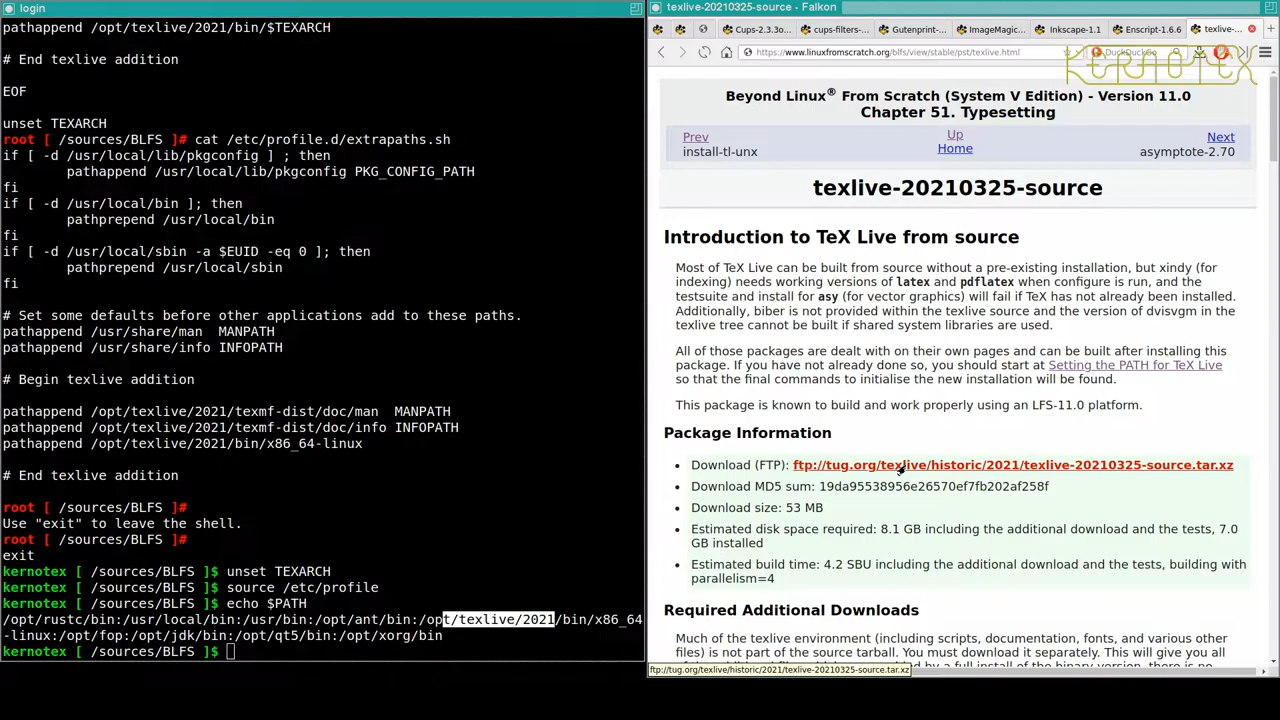 login
pathappend /opt/texlive/2021/bin/$TEXARCH
# End texlive addition
EOF
unset TEXARCH
root [ /sources/BLFS ]# cat /etc/profile.d/extrapaths.sh
if [ -d /usr/local/lib/pkgconfig ] ; then
        pathappend /usr/local/lib/pkgconfig PKG_CONFIG_PATH
fi
if [ -d /usr/local/bin ]; then
        pathprepend /usr/local/bin
fi
if [ -d /usr/local/sbin -a $EUID -eq 0 ]; then
        pathprepend /usr/local/sbin
fi
# Set some defaults before other applications add to these paths.
pathappend /usr/share/man  MANPATH
pathappend /usr/share/info INFOPATH
# Begin texlive addition
pathappend /opt/texlive/2021/texmf-dist/doc/man  MANPATH
pathappend /opt/texlive/2021/texmf-dist/doc/info INFOPATH
pathappend /opt/texlive/2021/bin/x86_64-linux
# End texlive addition
root [ /sources/BLFS ]#
Use "exit" to leave the shell.
root [ /sources/BLFS ]#
exit
kernotex [ /sources/BLFS ]$ unset TEXARCH
kernotex [ /sources/BLFS ]$ source /etc/profile
kernotex [ /sources/BLFS ]$ echo $PATH
/opt/rustc/bin:/usr/local/bin:/usr/bin:/opt/ant/bin:/opt/texlive/2021/bin/x86_64
-linux:/opt/fop:/opt/jdk/bin:/opt/qt5/bin:/opt/xorg/bin
kernotex [ /sources/BLFS ]$
texlive-20210325-source - Falkon
Cups-2.3.3o... cups-filters-... Gutenprint-... ImageMagic... Inkscape-1.1 Enscript-1.6.6 texlive-...
https://www.linuxfromscratch.org/blfs/view/stable/pst/texlive.html DuckDuckGo
KERNOTEX
Beyond Linux® From Scratch (System V Edition) - Version 11.0
Chapter 51. Typesetting
Prev Up Next
install-tl-unx Home asymptote-2.70
texlive-20210325-source
Introduction to TeX Live from source
Most of TeX Live can be built from source without a pre-existing installation, but xindy (for
indexing) needs working versions of latex and pdflatex when configure is run, and the
testsuite and install for asy (for vector graphics) will fail if TeX has not already been installed.
Additionally, biber is not provided within the texlive source and the version of dvisvgm in the
texlive tree cannot be built if shared system libraries are used.
All of those packages are dealt with on their own pages and can be built after installing this
package. If you have not already done so, you should start at Setting the PATH for TeX Live
so that the final commands to initialise the new installation will be found.
This package is known to build and work properly using an LFS-11.0 platform.
Package Information
• Download (FTP): ftp://tug.org/texlive/historic/2021/texlive-20210325-source.tar.xz
• Download MD5 sum: 19da95538956e26570ef7fb202af258f
• Download size: 53 MB
• Estimated disk space required: 8.1 GB including the additional download and the tests, 7.0
GB installed
• Estimated build time: 4.2 SBU including the additional download and the tests, building with
parallelism=4
Required Additional Downloads
Much of the texlive environment (including scripts, documentation, fonts, and various other
files) is not part of the source tarball. You must download it separately. This will give you all
ftp://tug.org/texlive/historic/2021/texlive-20210325-source.tar.xz